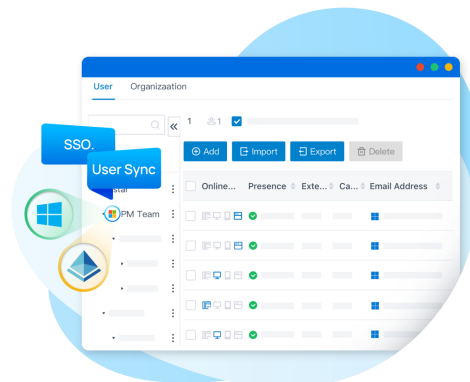 User Organizaation
1 1
SSO.
Add Import Export Delete
User Sync
Online... Presence Exte... Ca... Email Address
star
PM Team